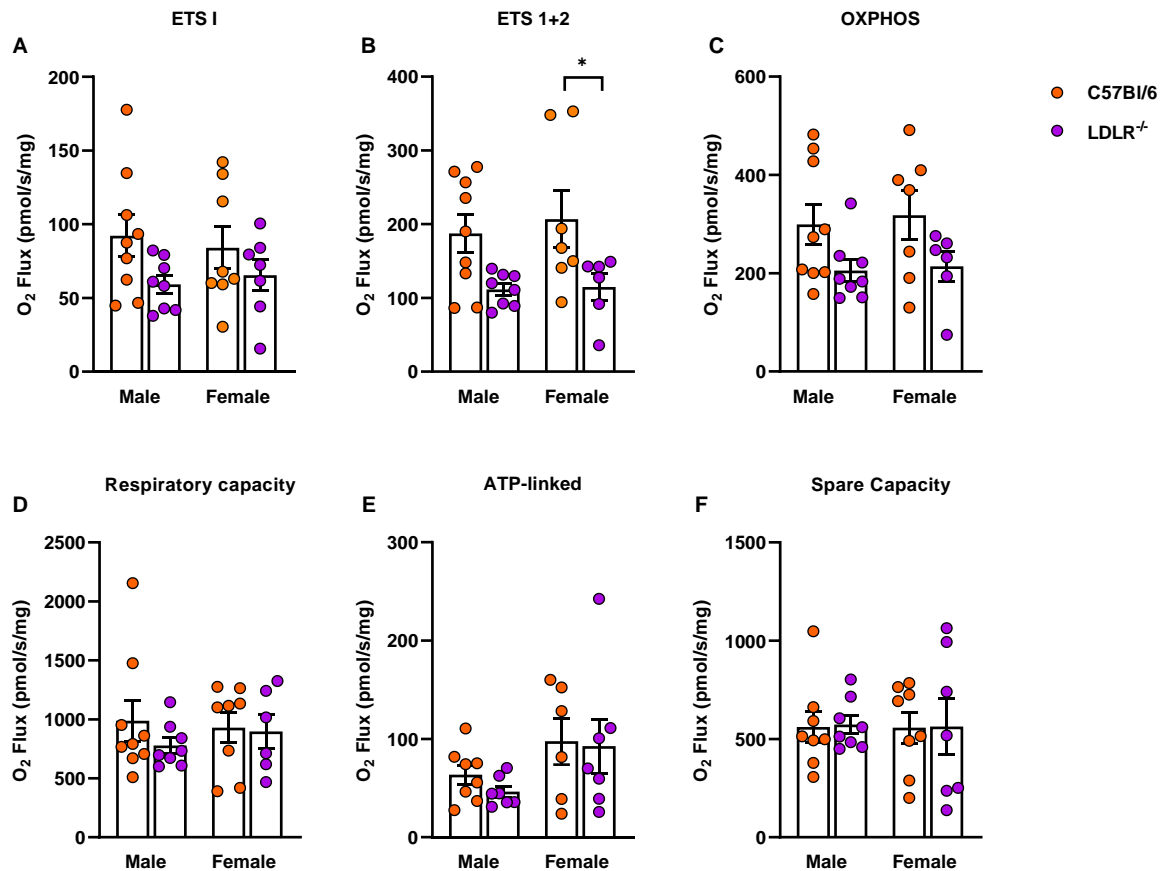 ETS I
A
O2 Flux (pmol/s/mg)
200
150
100
50
0
Male Female
ETS 1+2
B
O2 Flux (pmol/s/mg)
400
300
200
100
0
*
Male Female
OXPHOS
C
O2 Flux (pmol/s/mg)
600
400
200
0
Male Female
C57Bl/6
LDLR-/-
Respiratory capacity
D
O2 Flux (pmol/s/mg)
2500
2000
1500
1000
500
0
Male Female
ATP-linked
E
O2 Flux (pmol/s/mg)
300
200
100
0
Male Female
Spare Capacity
F
O2 Flux (pmol/s/mg)
1500
1000
500
0
Male Female